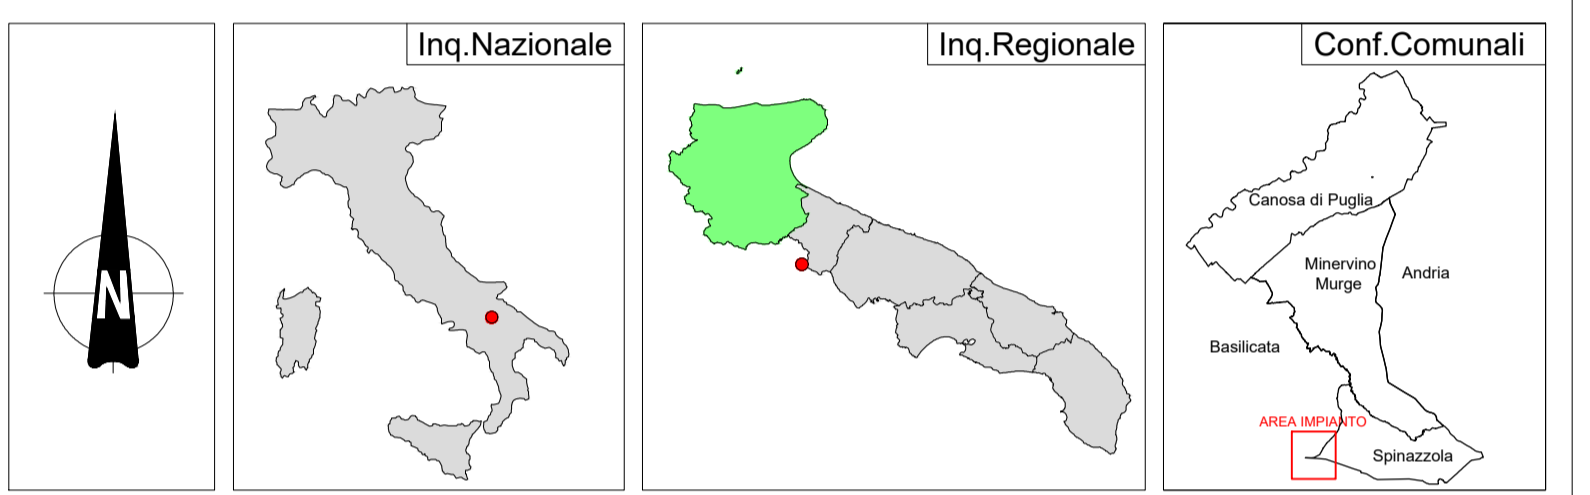 N
Inq.Nazionale
Inq.Regionale
Conf.Comunali
Canosa di Puglia
Minervino
Murge
Andria
Basilicata
AREA IMPIANTO
Spinazzola